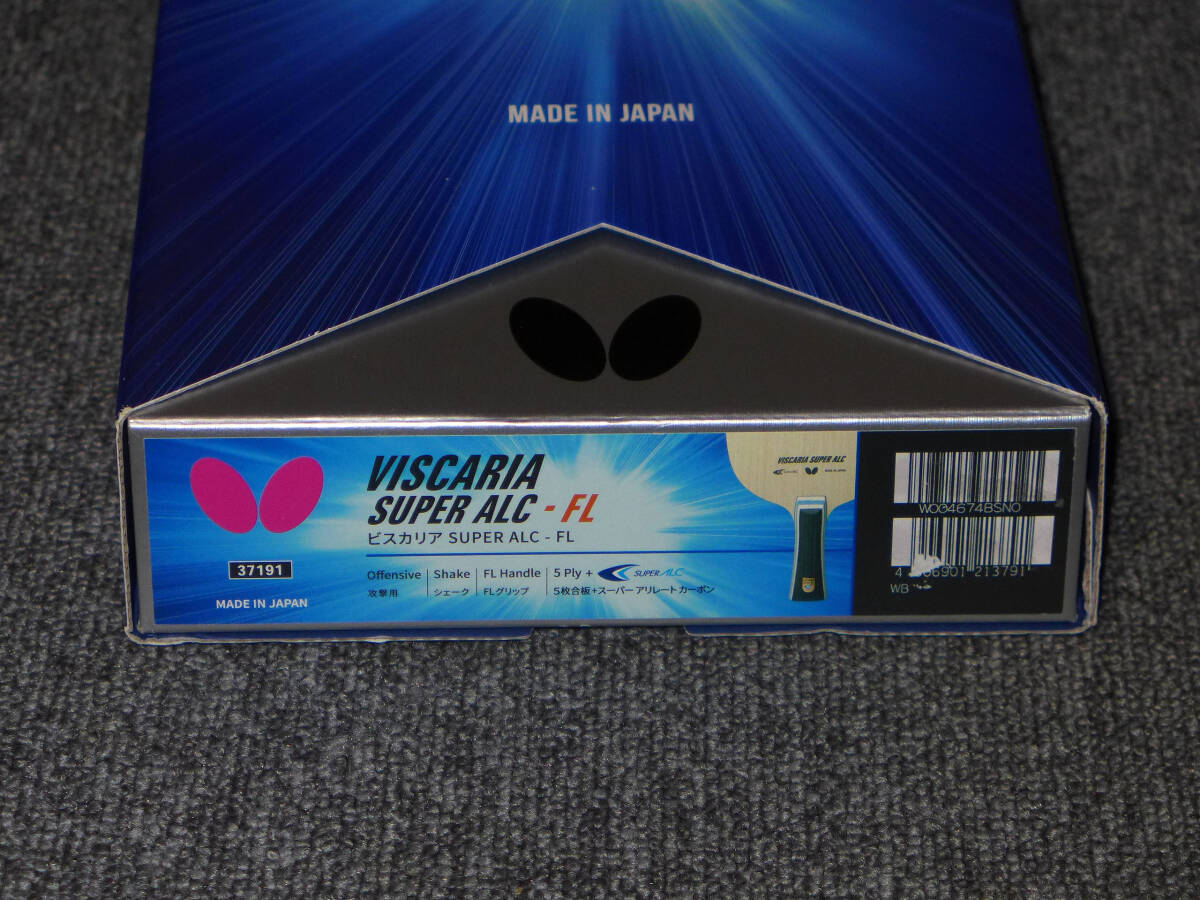 MADE IN JAPAN
VISCARIA
SUPER ALC - FL
ビスカリア SUPER ALC - FL
37191
MADE IN JAPAN
Offensive Shake FL Handle 5 Ply + SUPER ALC
攻撃用 シェーク FLグリップ 5枚合板+スーパー アリレート カーボン
VISCARIA SUPER ALC
W004674BSNO
901 213791
WB